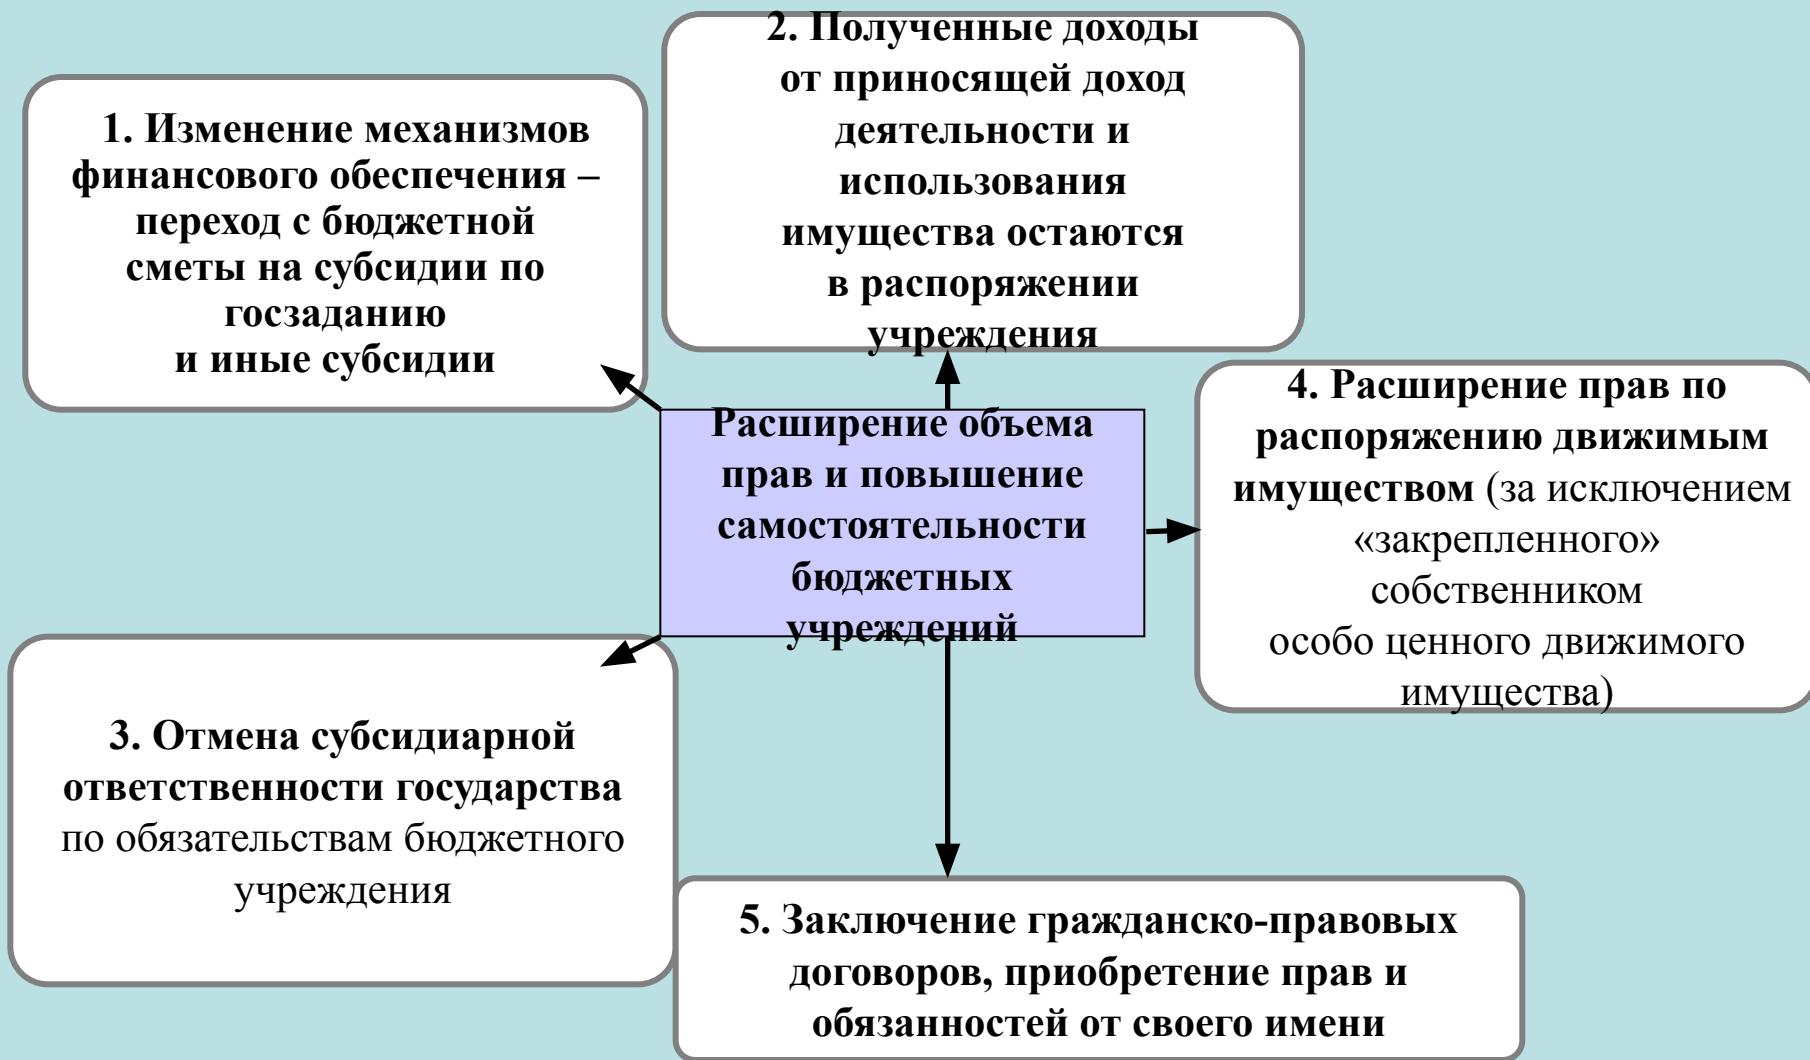 1. Изменение механизмов
финансового обеспечения –
переход с бюджетной
сметы на субсидии по
госзаданию
и иные субсидии
2. Полученные доходы
от приносящей доход
деятельности и
использования
имущества остаются
в распоряжении
учреждения
Расширение объема
прав и повышение
самостоятельности
бюджетных
учреждений
4. Расширение прав по
распоряжению движимым
имуществом (за исключением
«закрепленного»
собственником
особо ценного движимого
имущества)
3. Отмена субсидиарной
ответственности государства
по обязательствам бюджетного
учреждения
5. Заключение гражданско-правовых
договоров, приобретение прав и
обязанностей от своего имени